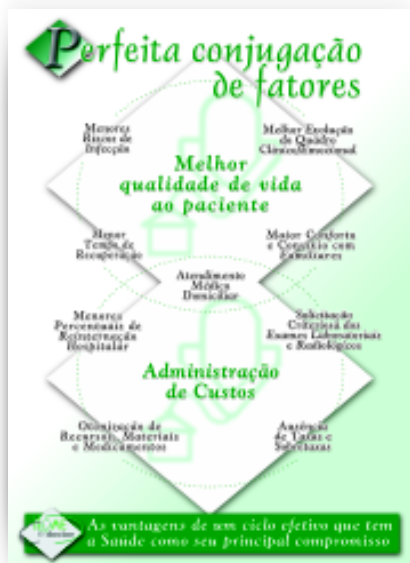 Perfeita conjugação
de fatores
Menores
Riscos de
Infecção
Melhor Evolução
do Quadro
Clínico/Emocional
Melhor
qualidade de vida
ao paciente
Menor
Tempo de
Recuperação
Maior Conforto
e Convívio com
Familiares
Atendimento
Médico
Domiciliar
Menores
Percentuais de
Reinternação
Hospitalar
Solicitação
Criteriosa dos
Exames Laboratoriais
e Radiológicos
Administração
de Custos
Otimização de
Recursos, Materiais
e Medicamentos
Ausência
de Taxas e
Sobretaxas
As vantagens de um ciclo efetivo que tem
a Saúde como seu principal compromisso